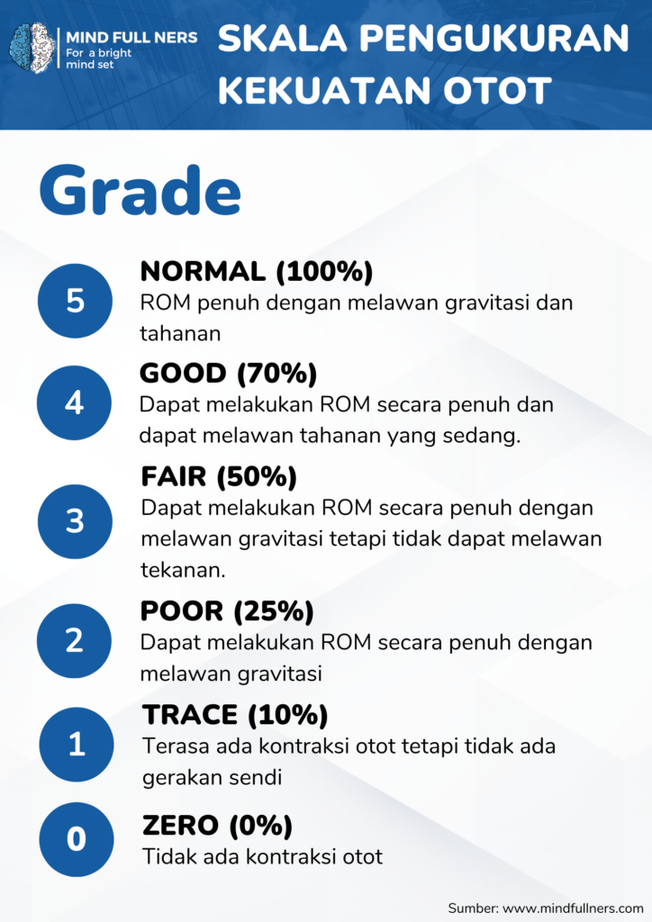 MIND FULL NERS
For a bright
mind set
SKALA PENGUKURAN
KEKUATAN OTOT
Grade
5
NORMAL (100%)
ROM penuh dengan melawan gravitasi dan
tahanan
4
GOOD (70%)
Dapat melakukan ROM secara penuh dan
dapat melawan tahanan yang sedang.
3
FAIR (50%)
Dapat melakukan ROM secara penuh dengan
melawan gravitasi tetapi tidak dapat melawan
tekanan.
2
POOR (25%)
Dapat melakukan ROM secara penuh dengan
melawan gravitasi
1
TRACE (10%)
Terasa ada kontraksi otot tetapi tidak ada
gerakan sendi
0
ZERO (0%)
Tidak ada kontraksi otot
Sumber: www.mindfullners.com